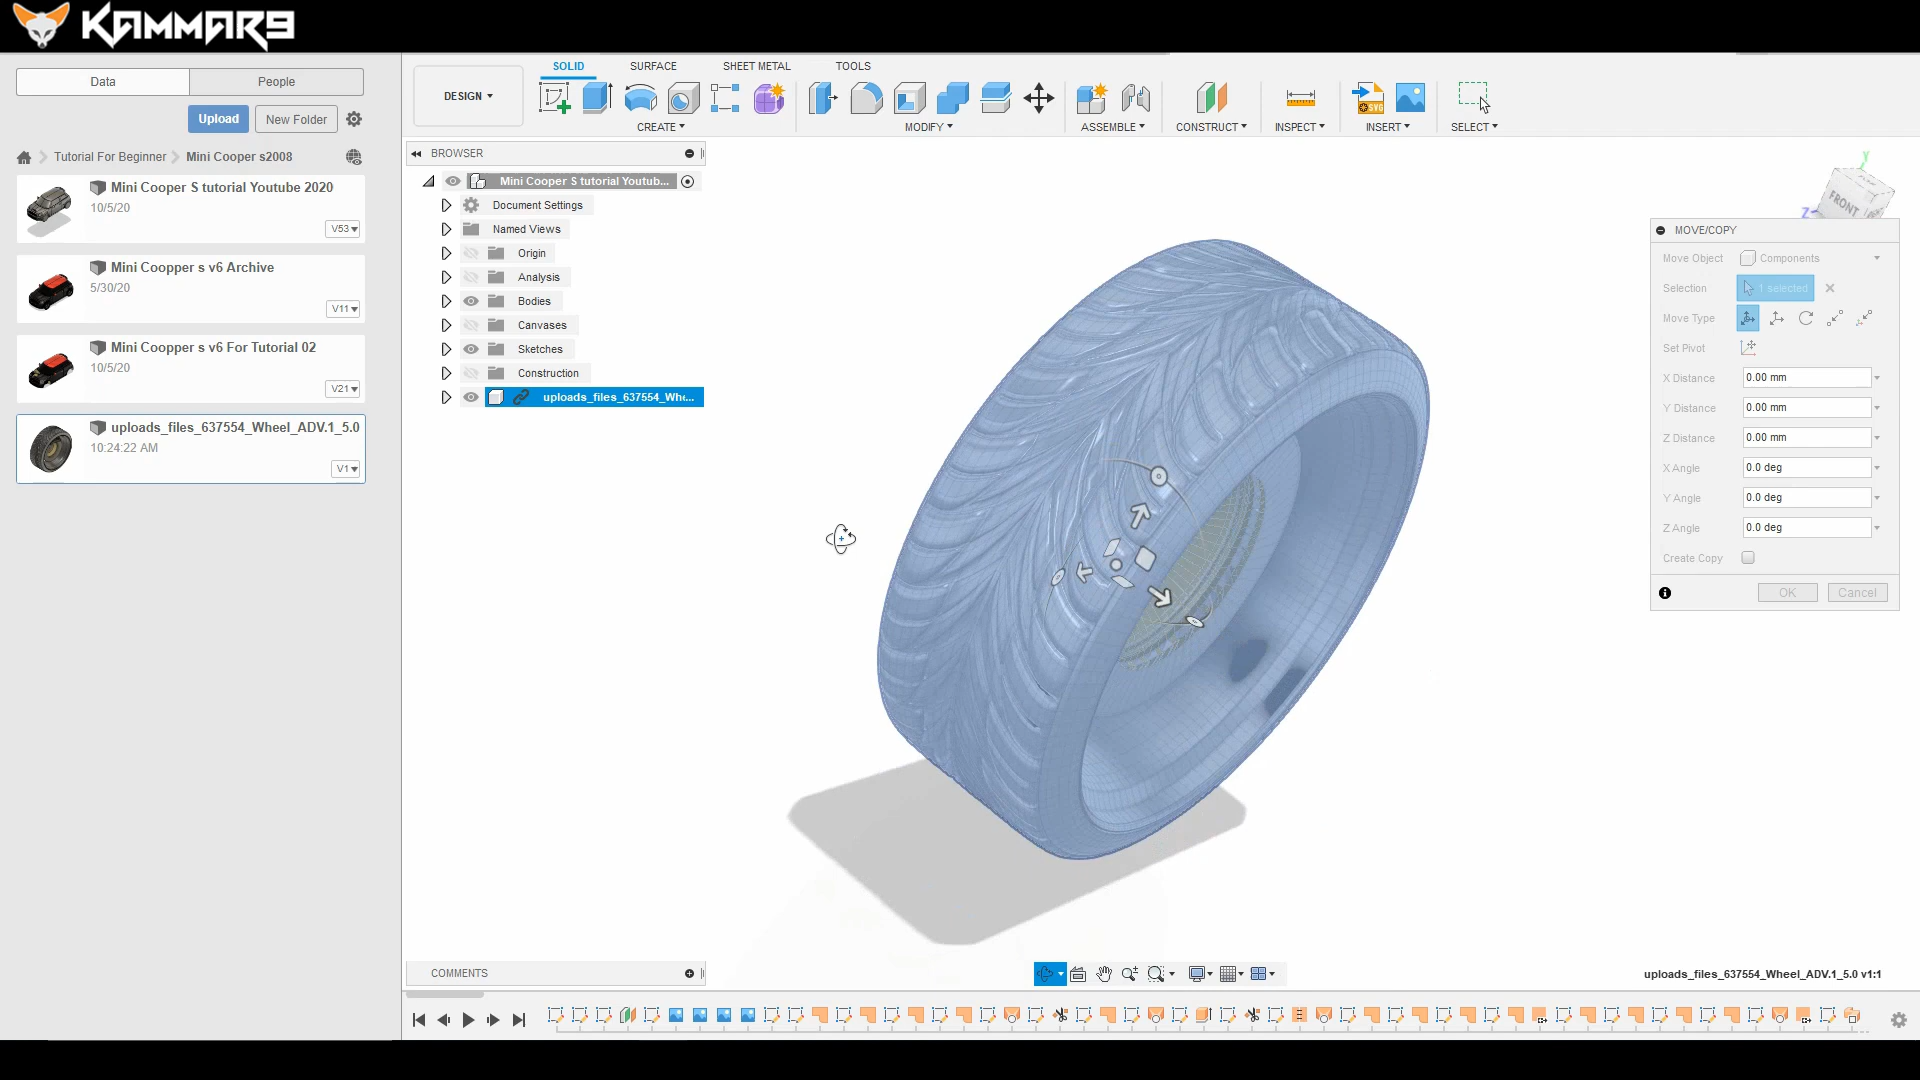 KAMMAR9
Data
People
Upload
New Folder
Tutorial For Beginner
Mini Cooper s2008
Mini Cooper S tutorial Youtube 2020
10/5/20
V53
Mini Coopper s v6 Archive
5/30/20
V11
Mini Coopper s v6 For Tutorial 02
10/5/20
V21
uploads_files_637554_Wheel_ADV.1_5.0
10:24:22 AM
V1
DESIGN
SOLID
SURFACE
SHEET METAL
TOOLS
CREATE
MODIFY
ASSEMBLE
CONSTRUCT
INSPECT
INSERT
SELECT
BROWSER
Mini Cooper S tutorial Youtub...
Document Settings
Named Views
Origin
Analysis
Bodies
Canvases
Sketches
Construction
uploads_files_637554_Whe...
Y
Z
FRONT
MOVE/COPY
Move Object
Components
Selection
1 selected
Move Type
Set Pivot
X Distance
0.00 mm
Y Distance
0.00 mm
Z Distance
0.00 mm
X Angle
0.0 deg
Y Angle
0.0 deg
Z Angle
0.0 deg
Create Copy
OK
Cancel
COMMENTS
uploads_files_637554_Wheel_ADV.1_5.0 v1:1